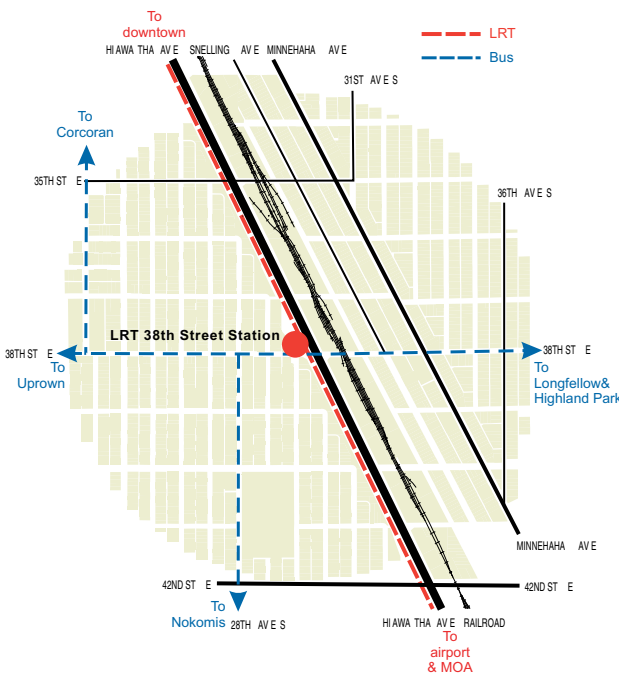 To
downtown
HIAWATHA AVE SNELLING AVE MINNEHAHA AVE
LRT
Bus
31ST AVE S
To
Corcoran
35TH ST E
36TH AVE S
LRT 38th Street Station
38TH ST E
38TH ST E
To
Uprown
To
Longfellow&
Highland Park
MINNEHAHA AVE
42ND ST E
42ND ST E
To
Nokomis
28TH AVE S
HIAWATHA AVE RAILROAD
To
airport
& MOA